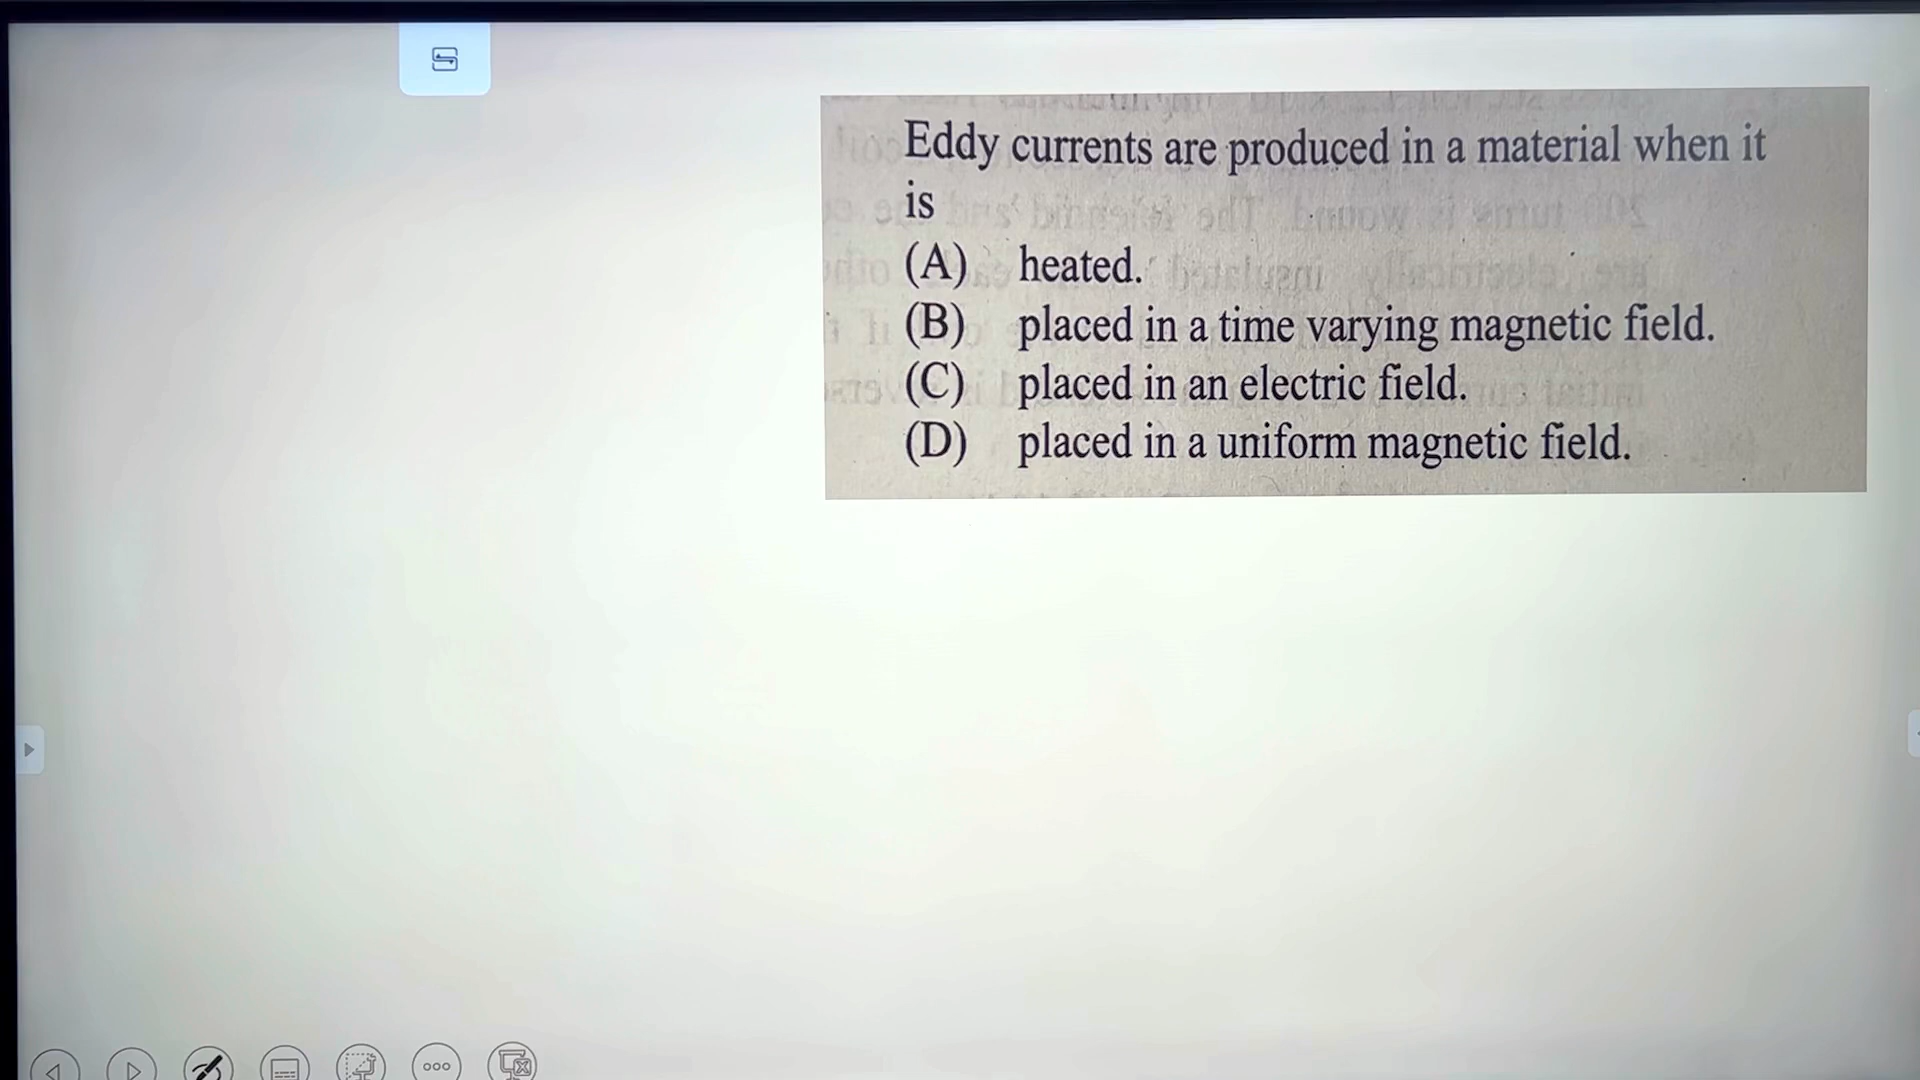 Eddy currents are produced in a material when it
is
(A) heated.
(B) placed in a time varying magnetic field.
(C) placed in an electric field.
(D) placed in a uniform magnetic field.